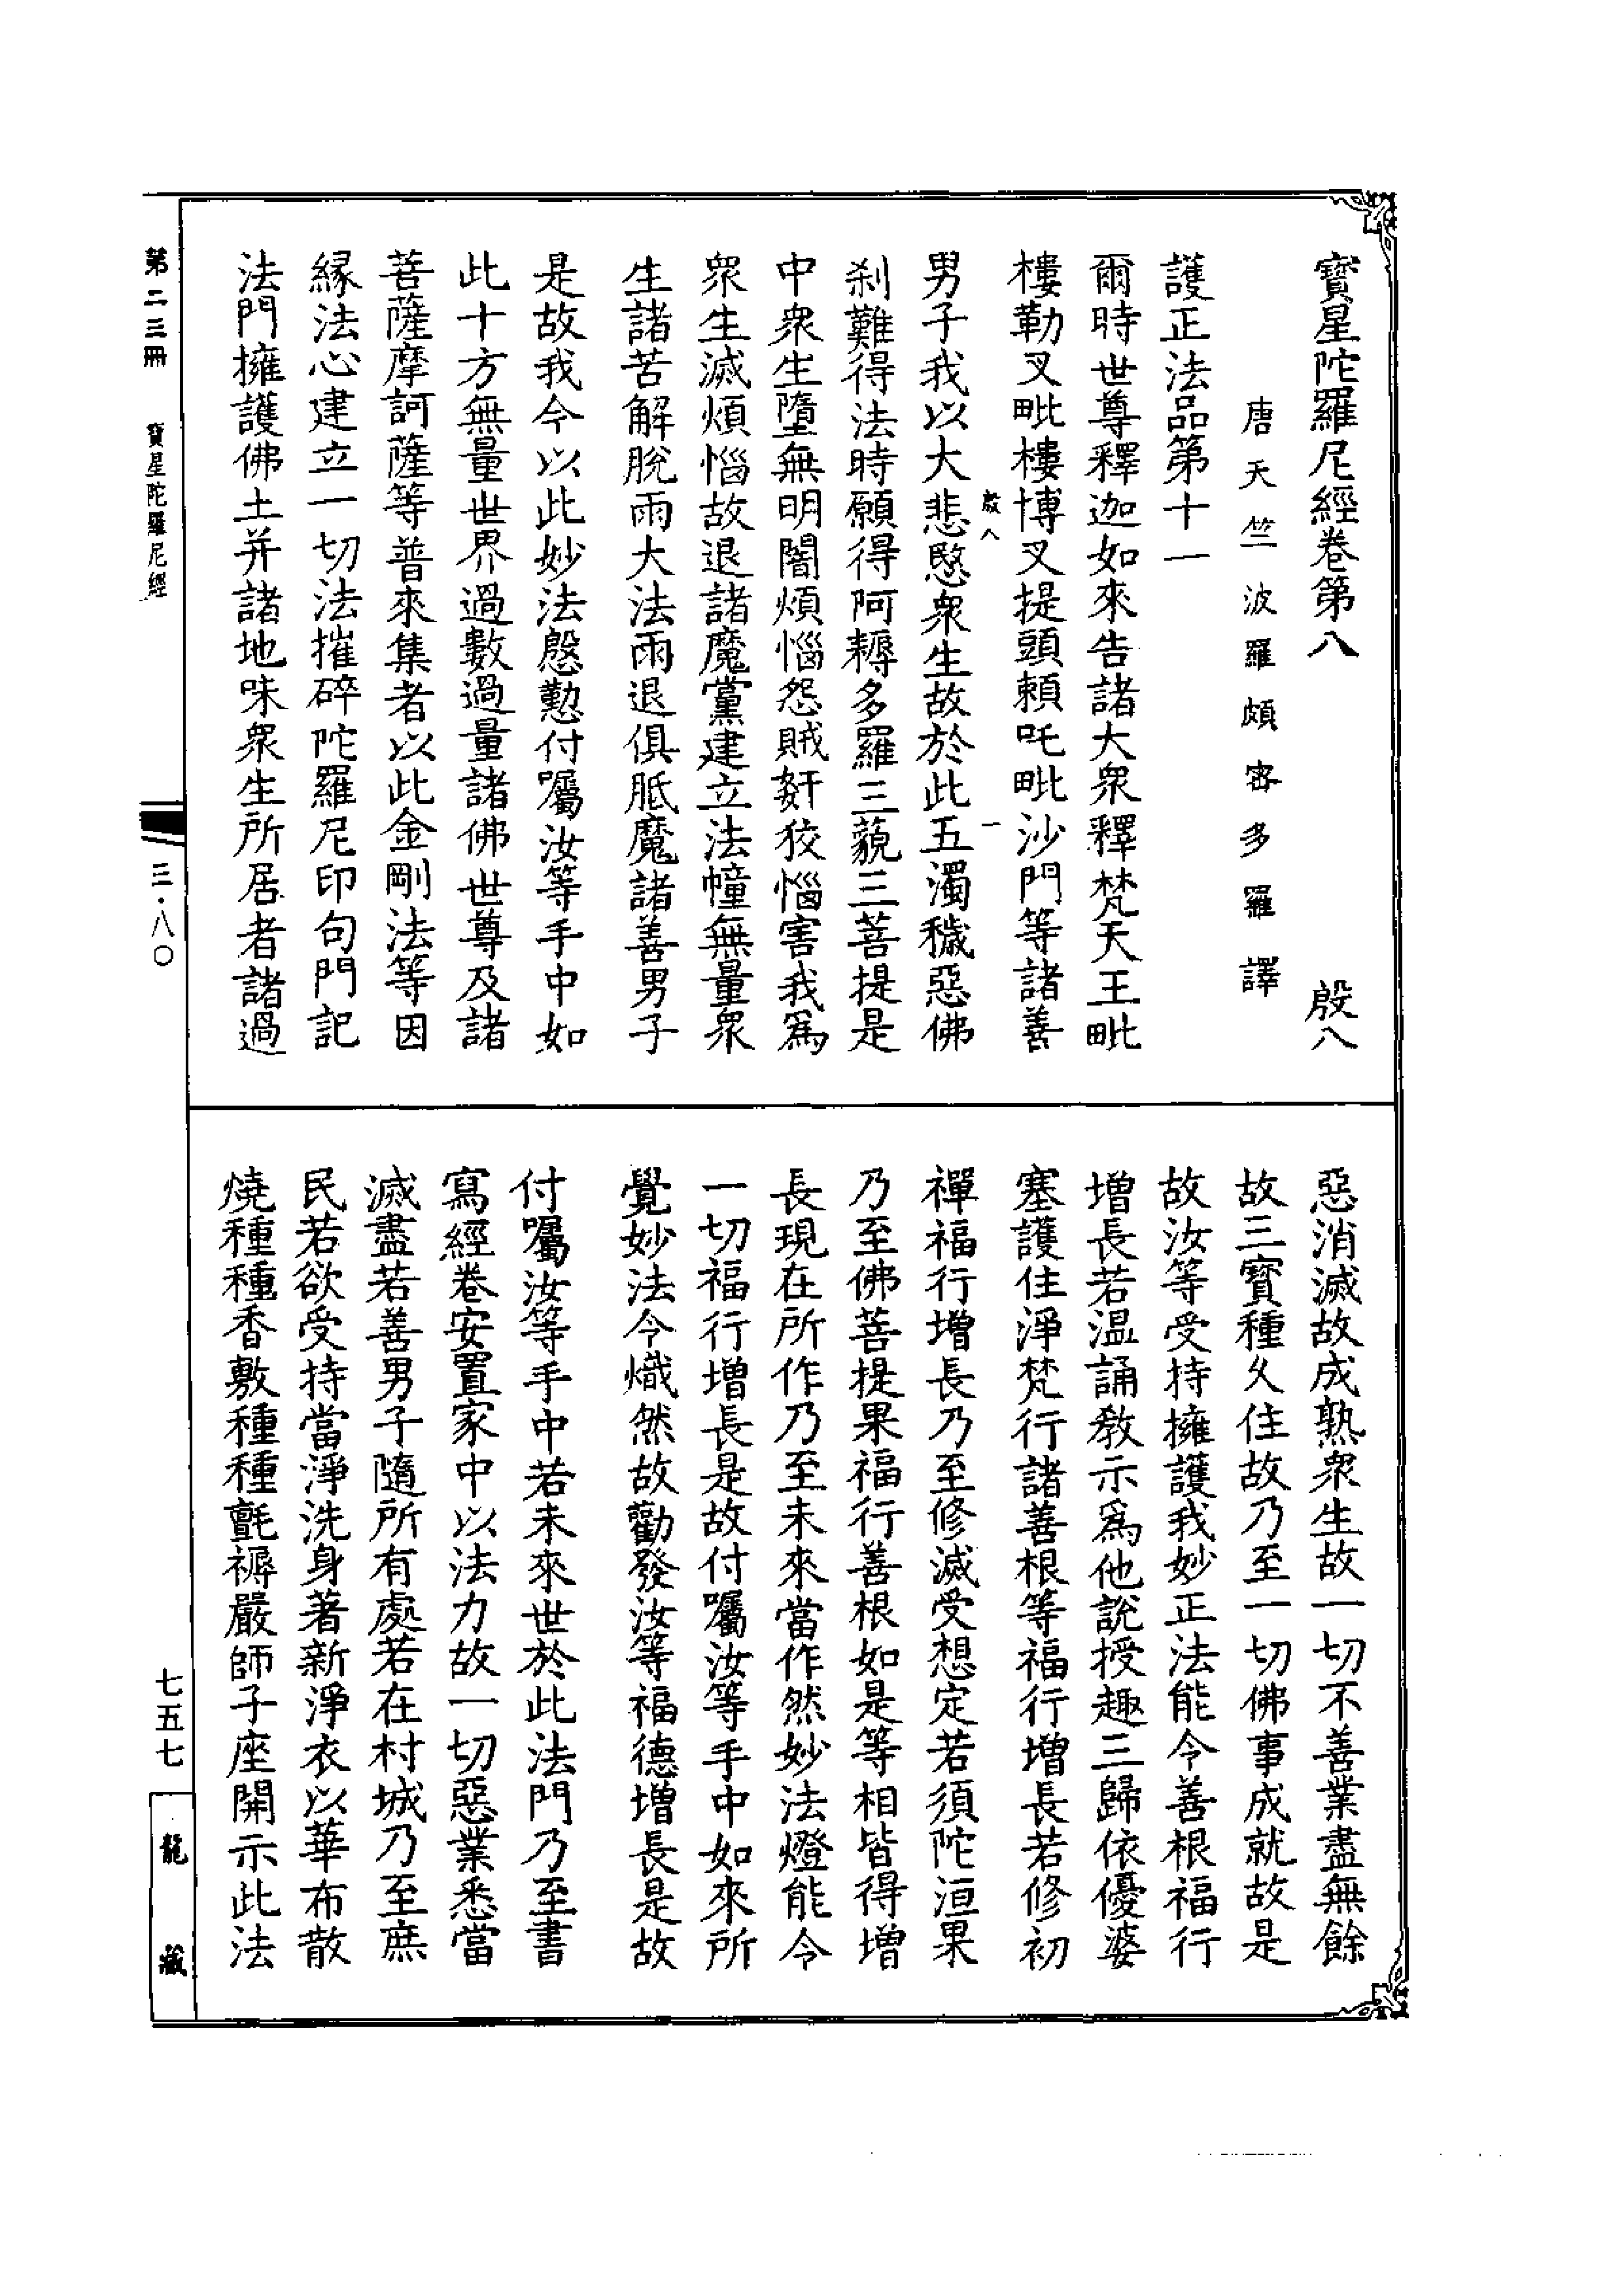 寶星陀羅尼經卷第八　殷八
唐天竺波羅頗密多羅譯
護正法品第十一
爾時世尊釋迦如來告諸大衆釋梵天王毗
樓勒叉毗樓博叉提頭賴吒毗沙門等諸善
殷八　一
男子我以大悲愍衆生故於此五濁穢惡佛
刹難得法時願得阿耨多羅三藐三菩提是
中衆生墮無明闇煩惱怨賊姧狡惱害我爲
衆生滅煩惱故退諸魔黨建立法幢無量衆
生諸苦解脫雨大法雨退俱胝魔諸善男子
是故我今以此妙法慇懃付囑汝等手中如
此十方無量世界過數過量諸佛世尊及諸
菩薩摩訶薩等普來集者以此金剛法等因
緣法心建立一切法摧碎陀羅尼印句門記
法門擁護佛土并諸地味衆生所居者諸過
惡消滅故成熟衆生故一切不善業盡無餘
故三寶種久住故乃至一切佛事成就故是
故汝等受持擁護我妙正法能令善根福行
增長若温誦教示爲他說授趣三歸依優婆
塞護住淨梵行諸善根等福行增長若修初
禪福行增長乃至修滅受想定若須陀洹果
乃至佛菩提果福行善根如是等相皆得增
長現在所作乃至未來當作然妙法燈能令
一切福行增長是故付囑汝等手中如來所
覺妙法令熾然故勸發汝等福德增長是故
付囑汝等手中若未來世於此法門乃至書
寫經卷安置家中以法力故一切惡業悉當
滅盡若善男子隨所有處若在村城乃至庶
民若欲受持當淨洗身著新淨衣以華布散
燒種種香敷種種氈褥嚴師子座開示此法
第二三冊　寶星陀羅尼經
三·八〇
七五七
龍藏